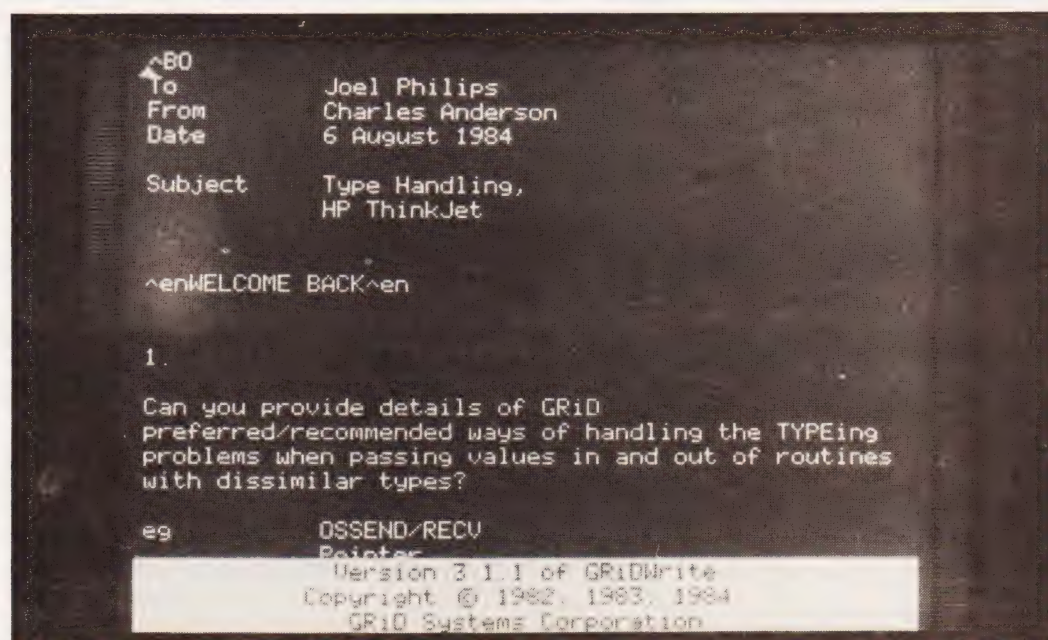 ^BO
To Joel Philips
From Charles Anderson
Date 6 August 1984
Subject Type Handling,
HP ThinkJet
^enWELCOME BACK^en
1.
Can you provide details of GRiD
preferred/recommended ways of handling the TYPEing
problems when passing values in and out of routines
with dissimilar types?
eg OSSEND/RECV
Pointer
Version 3.1.1 of GRiDWrite
Copyright © 1982, 1983, 1984
GRiD Systems Corporation